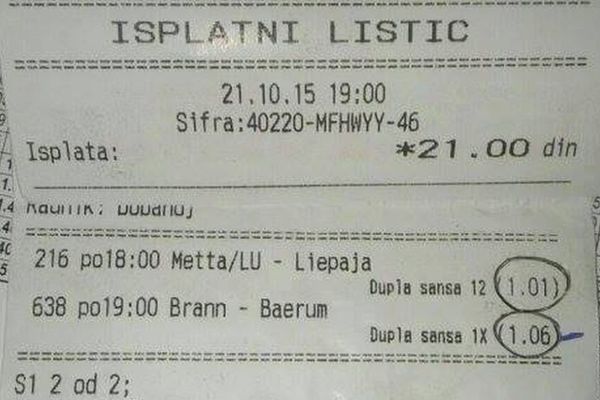 ISPLATNI LISTIC
21.10.15 19:00
Sifra:40220-MFHWYY-46
Isplata: *21.00 din
216 po18:00 Metta/LU - Liepaja
Dupla sansa 12 (1.01)
638 po19:00 Brann - Baerum
Dupla sansa 1X (1.06)
S1 2 od 2;